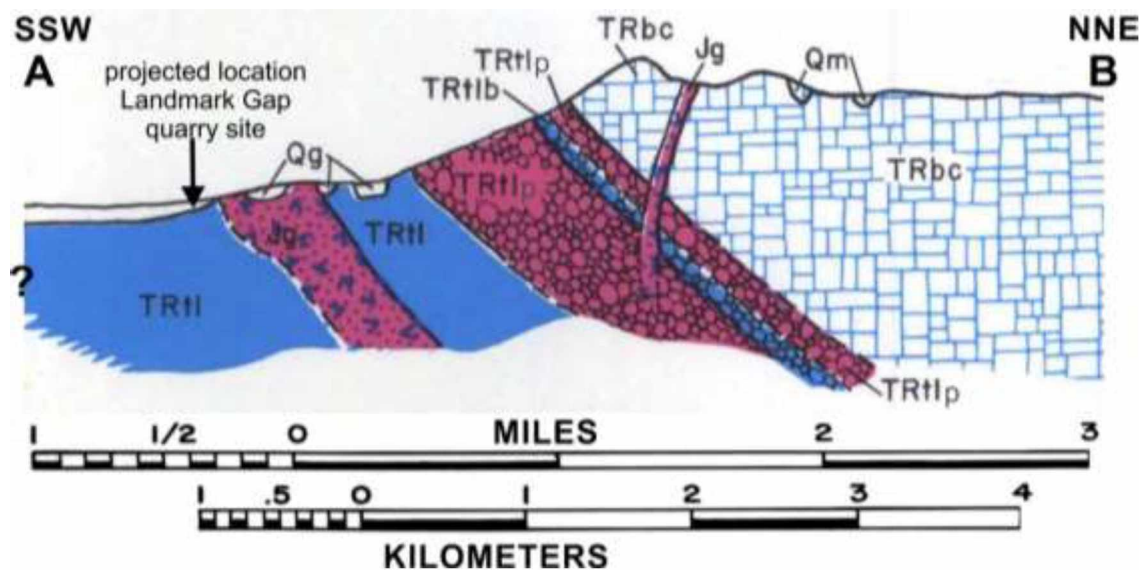 SSW
NNE
A
B
projected location
Landmark Gap
quarry site
TRbc
Jg
Qm
TRtlp
TRtlb
Qg
TRtlp
TRbc
Jg
TRtl
TRtl
?
TRtlp
1 1/2 0 MILES 2 3
1 .5 0 1 2 3 4
KILOMETERS